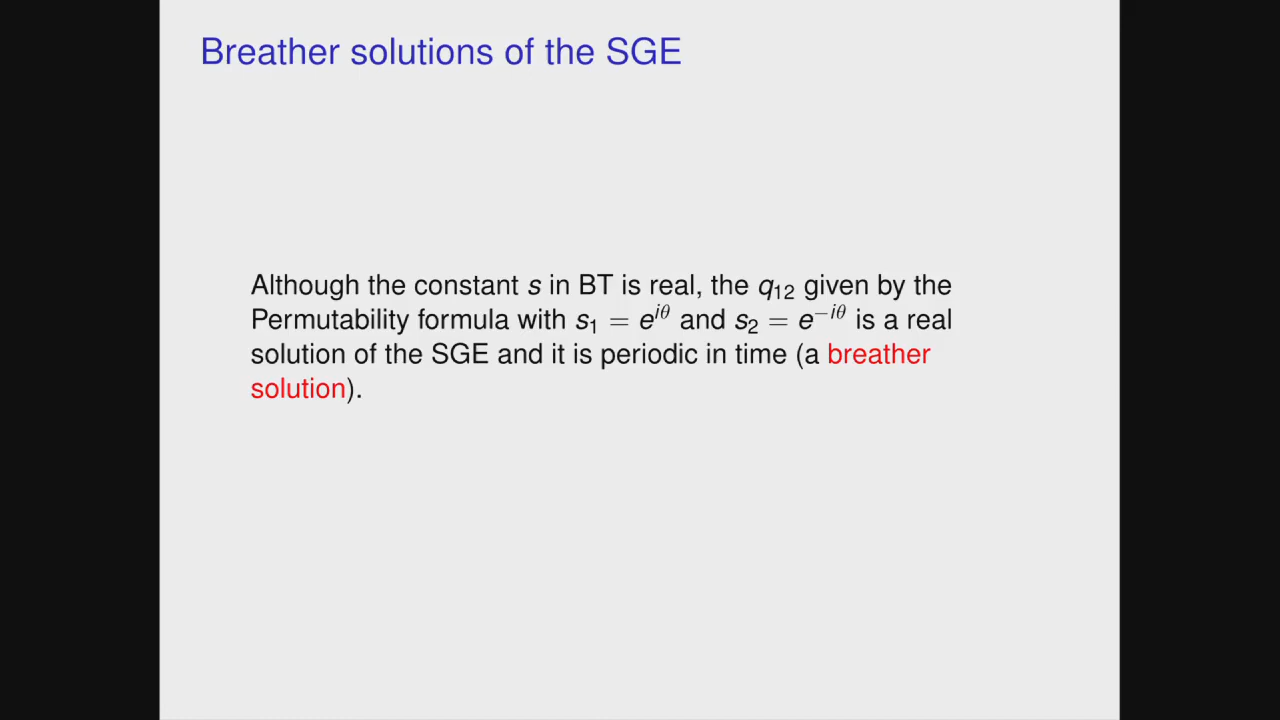 Breather solutions of the SGE
Although the constant s in BT is real, the q₁₂ given by the
Permutability formula with s₁ = e^{iθ} and s₂ = e^{−iθ} is a real
solution of the SGE and it is periodic in time (a breather
solution).